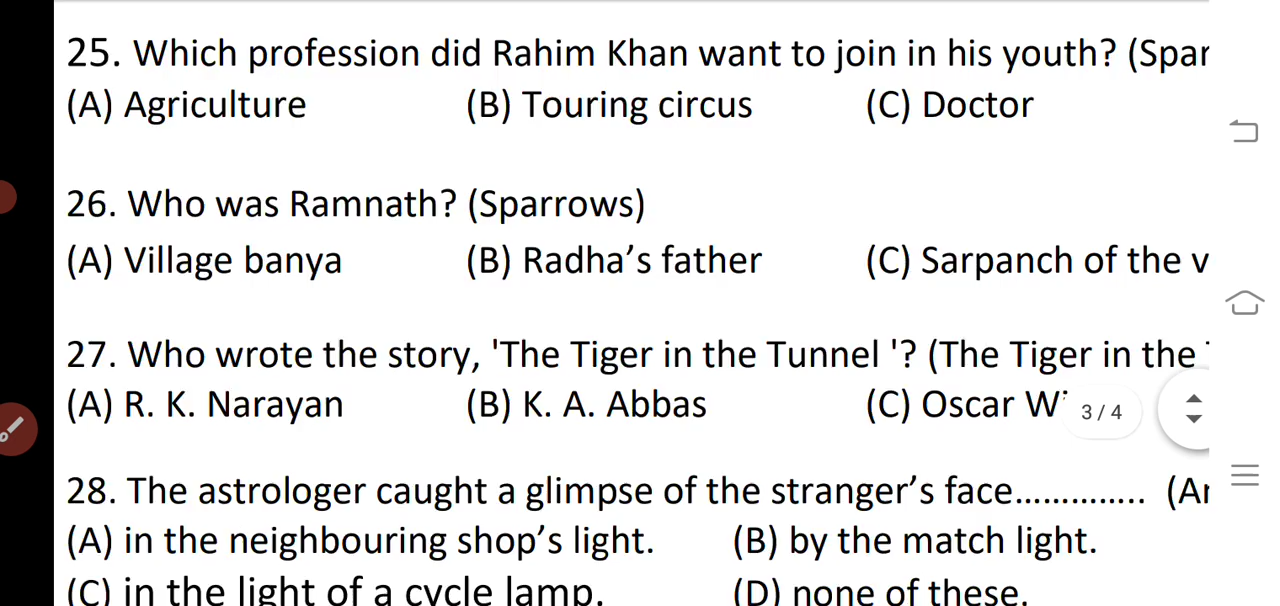 25. Which profession did Rahim Khan want to join in his youth? (Spar
(A) Agriculture (B) Touring circus (C) Doctor
26. Who was Ramnath? (Sparrows)
(A) Village banya (B) Radha’s father (C) Sarpanch of the v
27. Who wrote the story, 'The Tiger in the Tunnel '? (The Tiger in the
(A) R. K. Narayan (B) K. A. Abbas (C) Oscar Wi
3 / 4
28. The astrologer caught a glimpse of the stranger’s face.............. (Ar
(A) in the neighbouring shop’s light. (B) by the match light.
(C) in the light of a cycle lamp. (D) none of these.